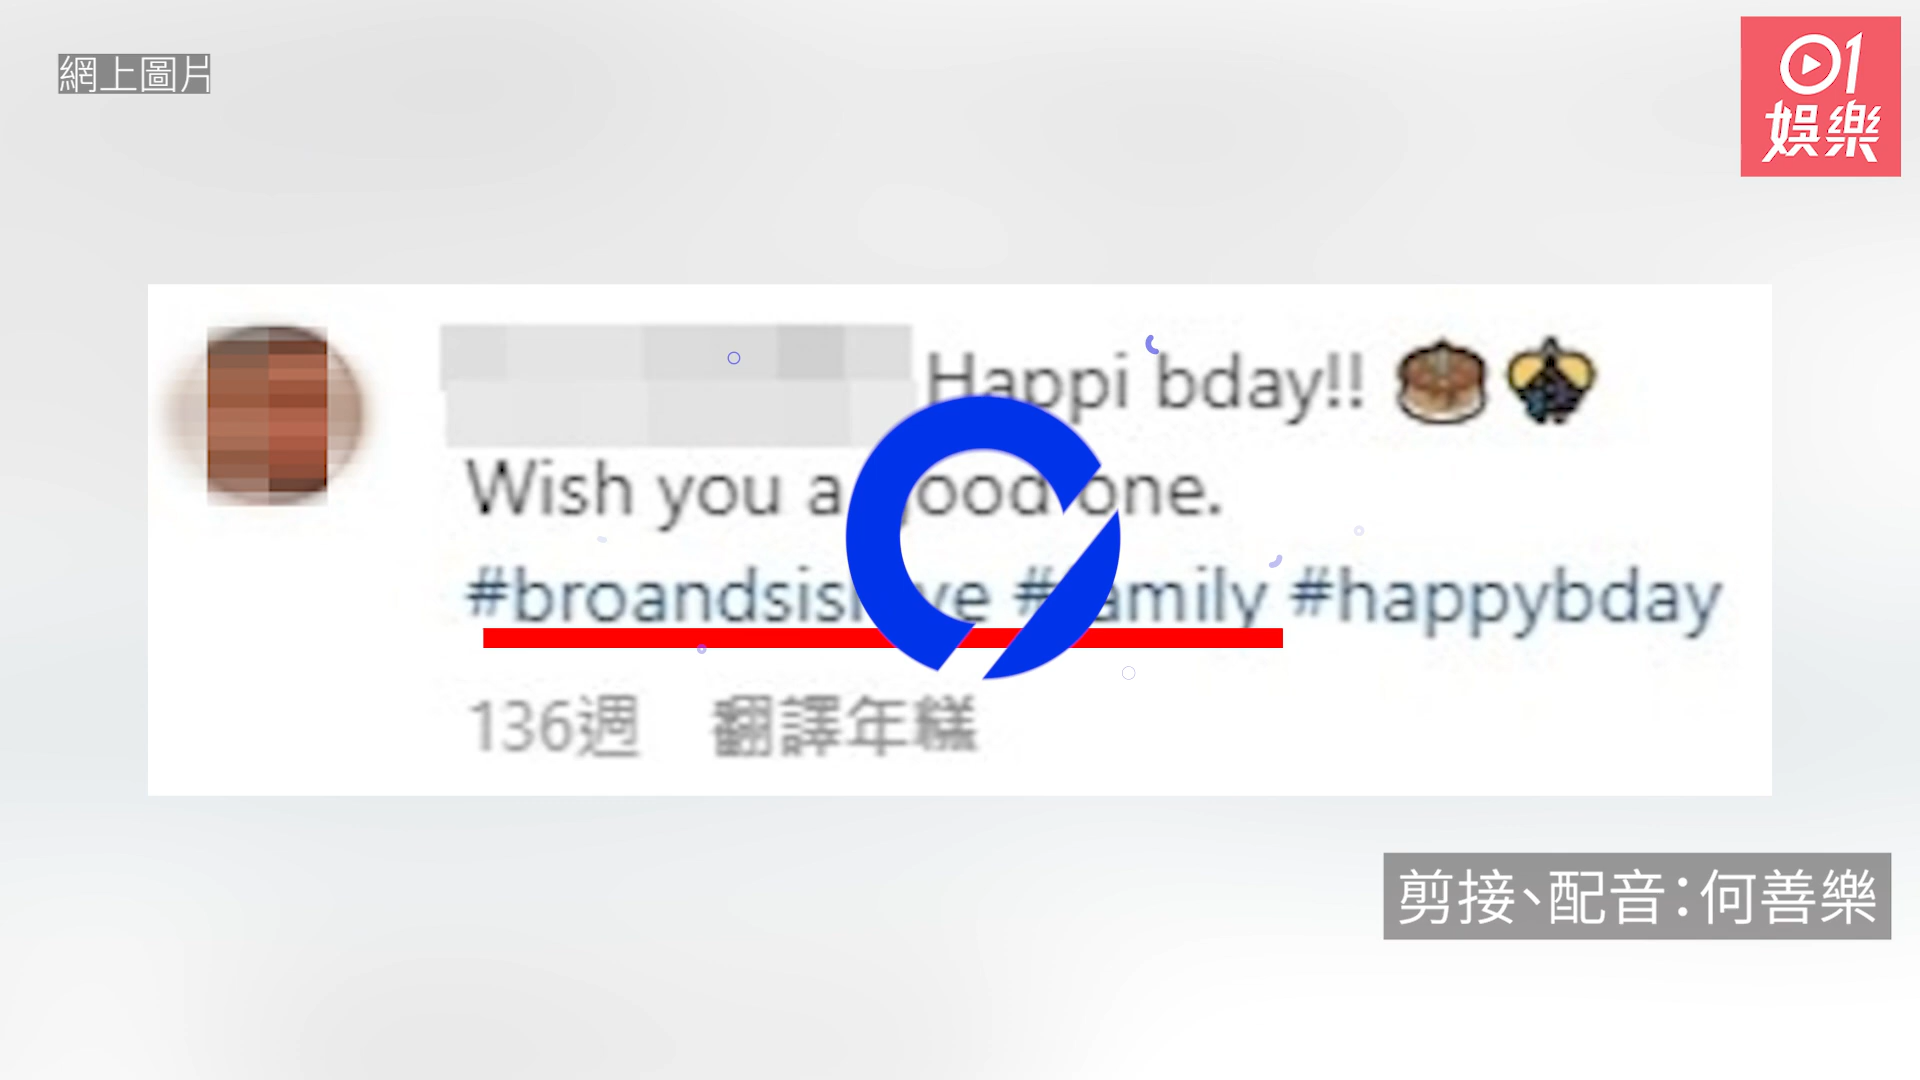 網上圖片
01
娛樂
Happi bday!!
Wish you a good one.
#happybday
136週 翻譯年糕
剪接、配音:何善樂